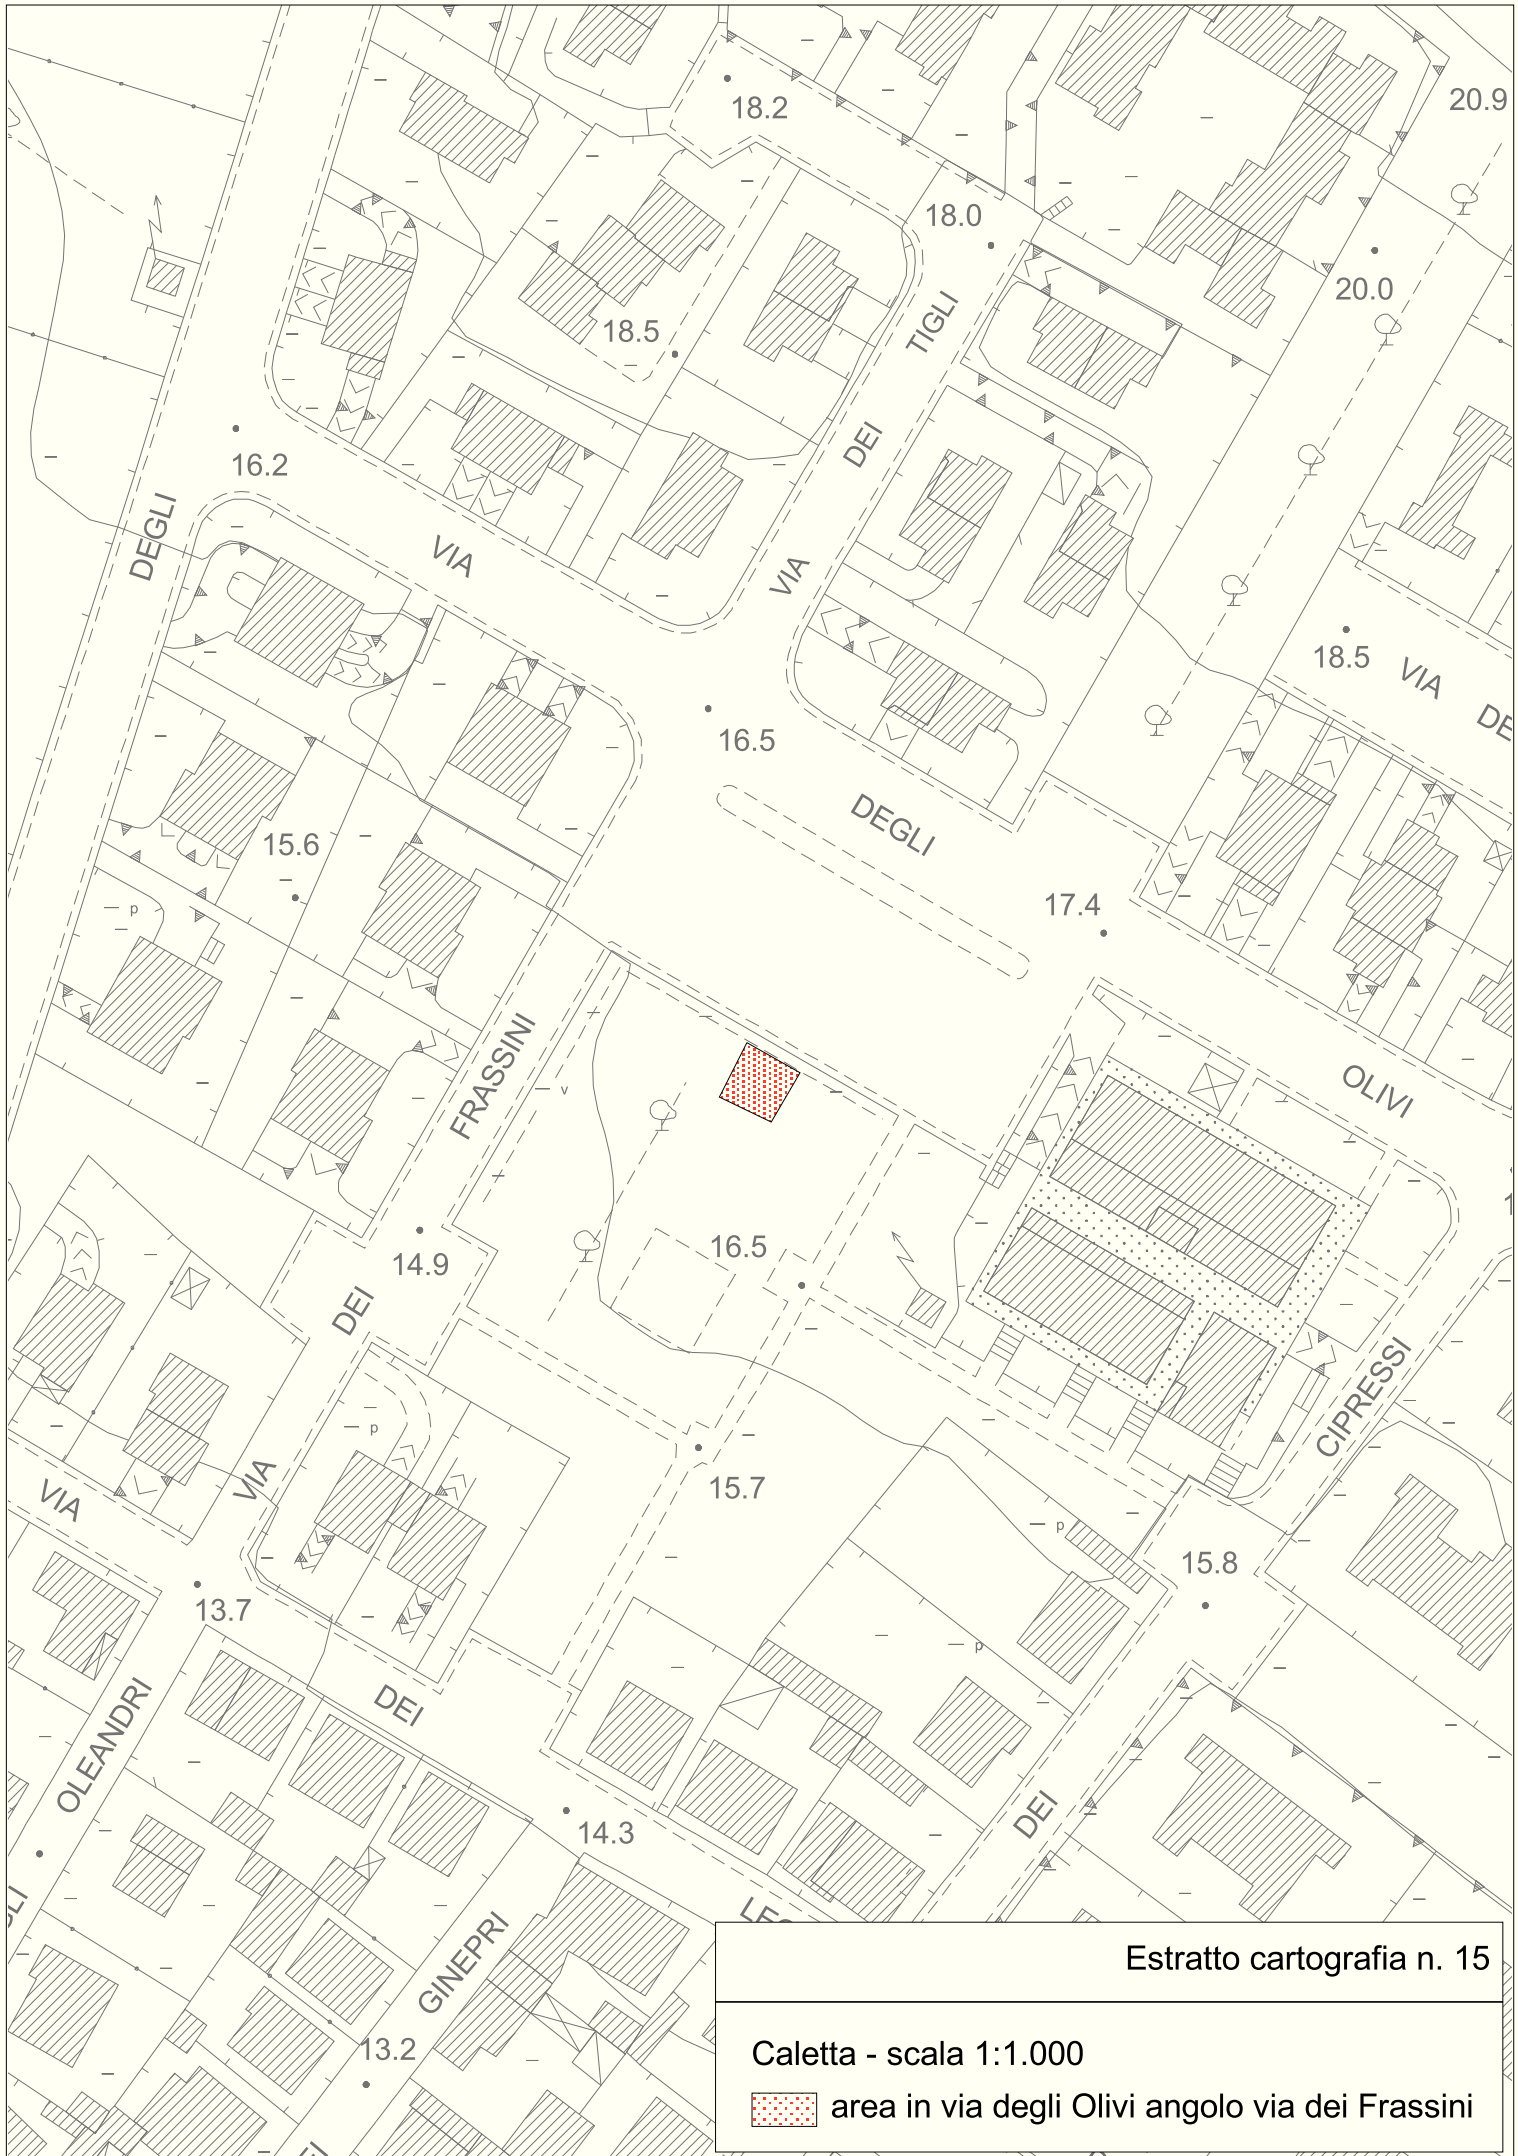 18.2
20.9
18.0
20.0
18.5
TIGLI
DEI
VIA
16.2
DEGLI
VIA
18.5
VIA
16.5
DEGLI
15.6
17.4
p
OLIVI
FRASSINI
v
16.5
14.9
DEI
CIPRESSI
p
VIA
VIA
15.7
p
15.8
13.7
p
DEI
OLEANDRI
DEI
14.3
GINEPRI
13.2
Estratto cartografia n. 15
Caletta - scala 1:1.000
area in via degli Olivi angolo via dei Frassini